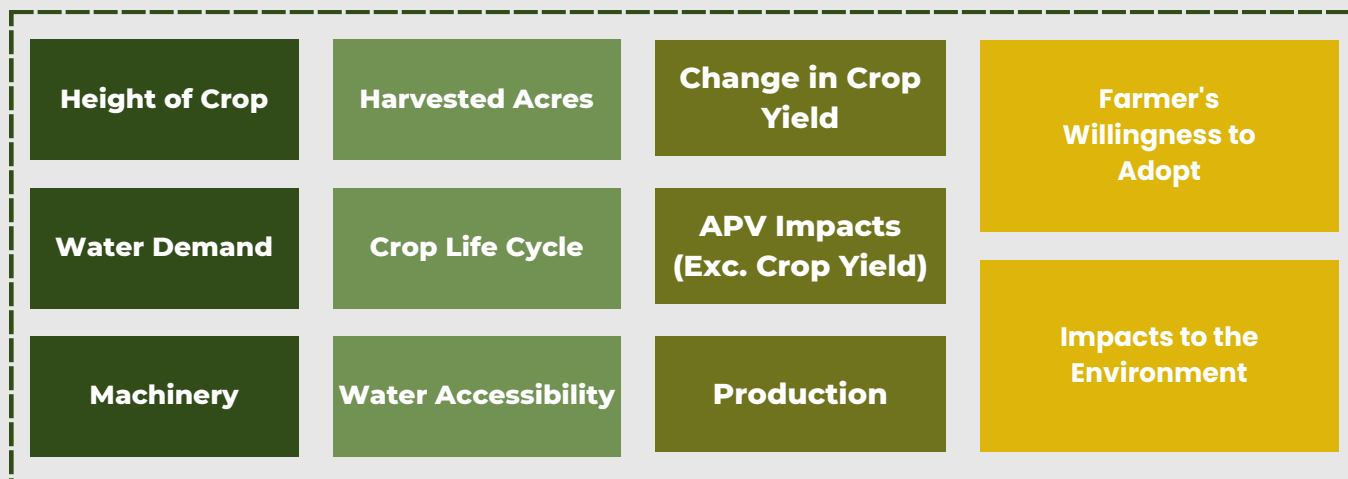 Height of Crop
Harvested Acres
Change in Crop
Yield
Farmer's
Willingness to
Adopt
Water Demand
Crop Life Cycle
APV Impacts
(Exc. Crop Yield)
Impacts to the
Environment
Machinery
Water Accessibility
Production